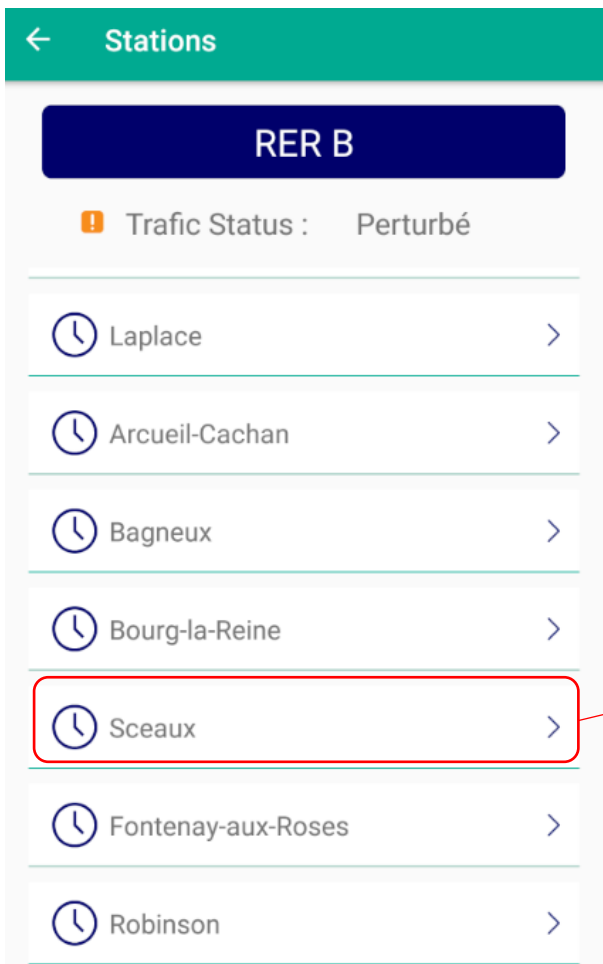 Stations
RER B
Trafic Status : Perturbé
Laplace
Arcueil-Cachan
Bagneux
Bourg-la-Reine
Sceaux
Fontenay-aux-Roses
Robinson